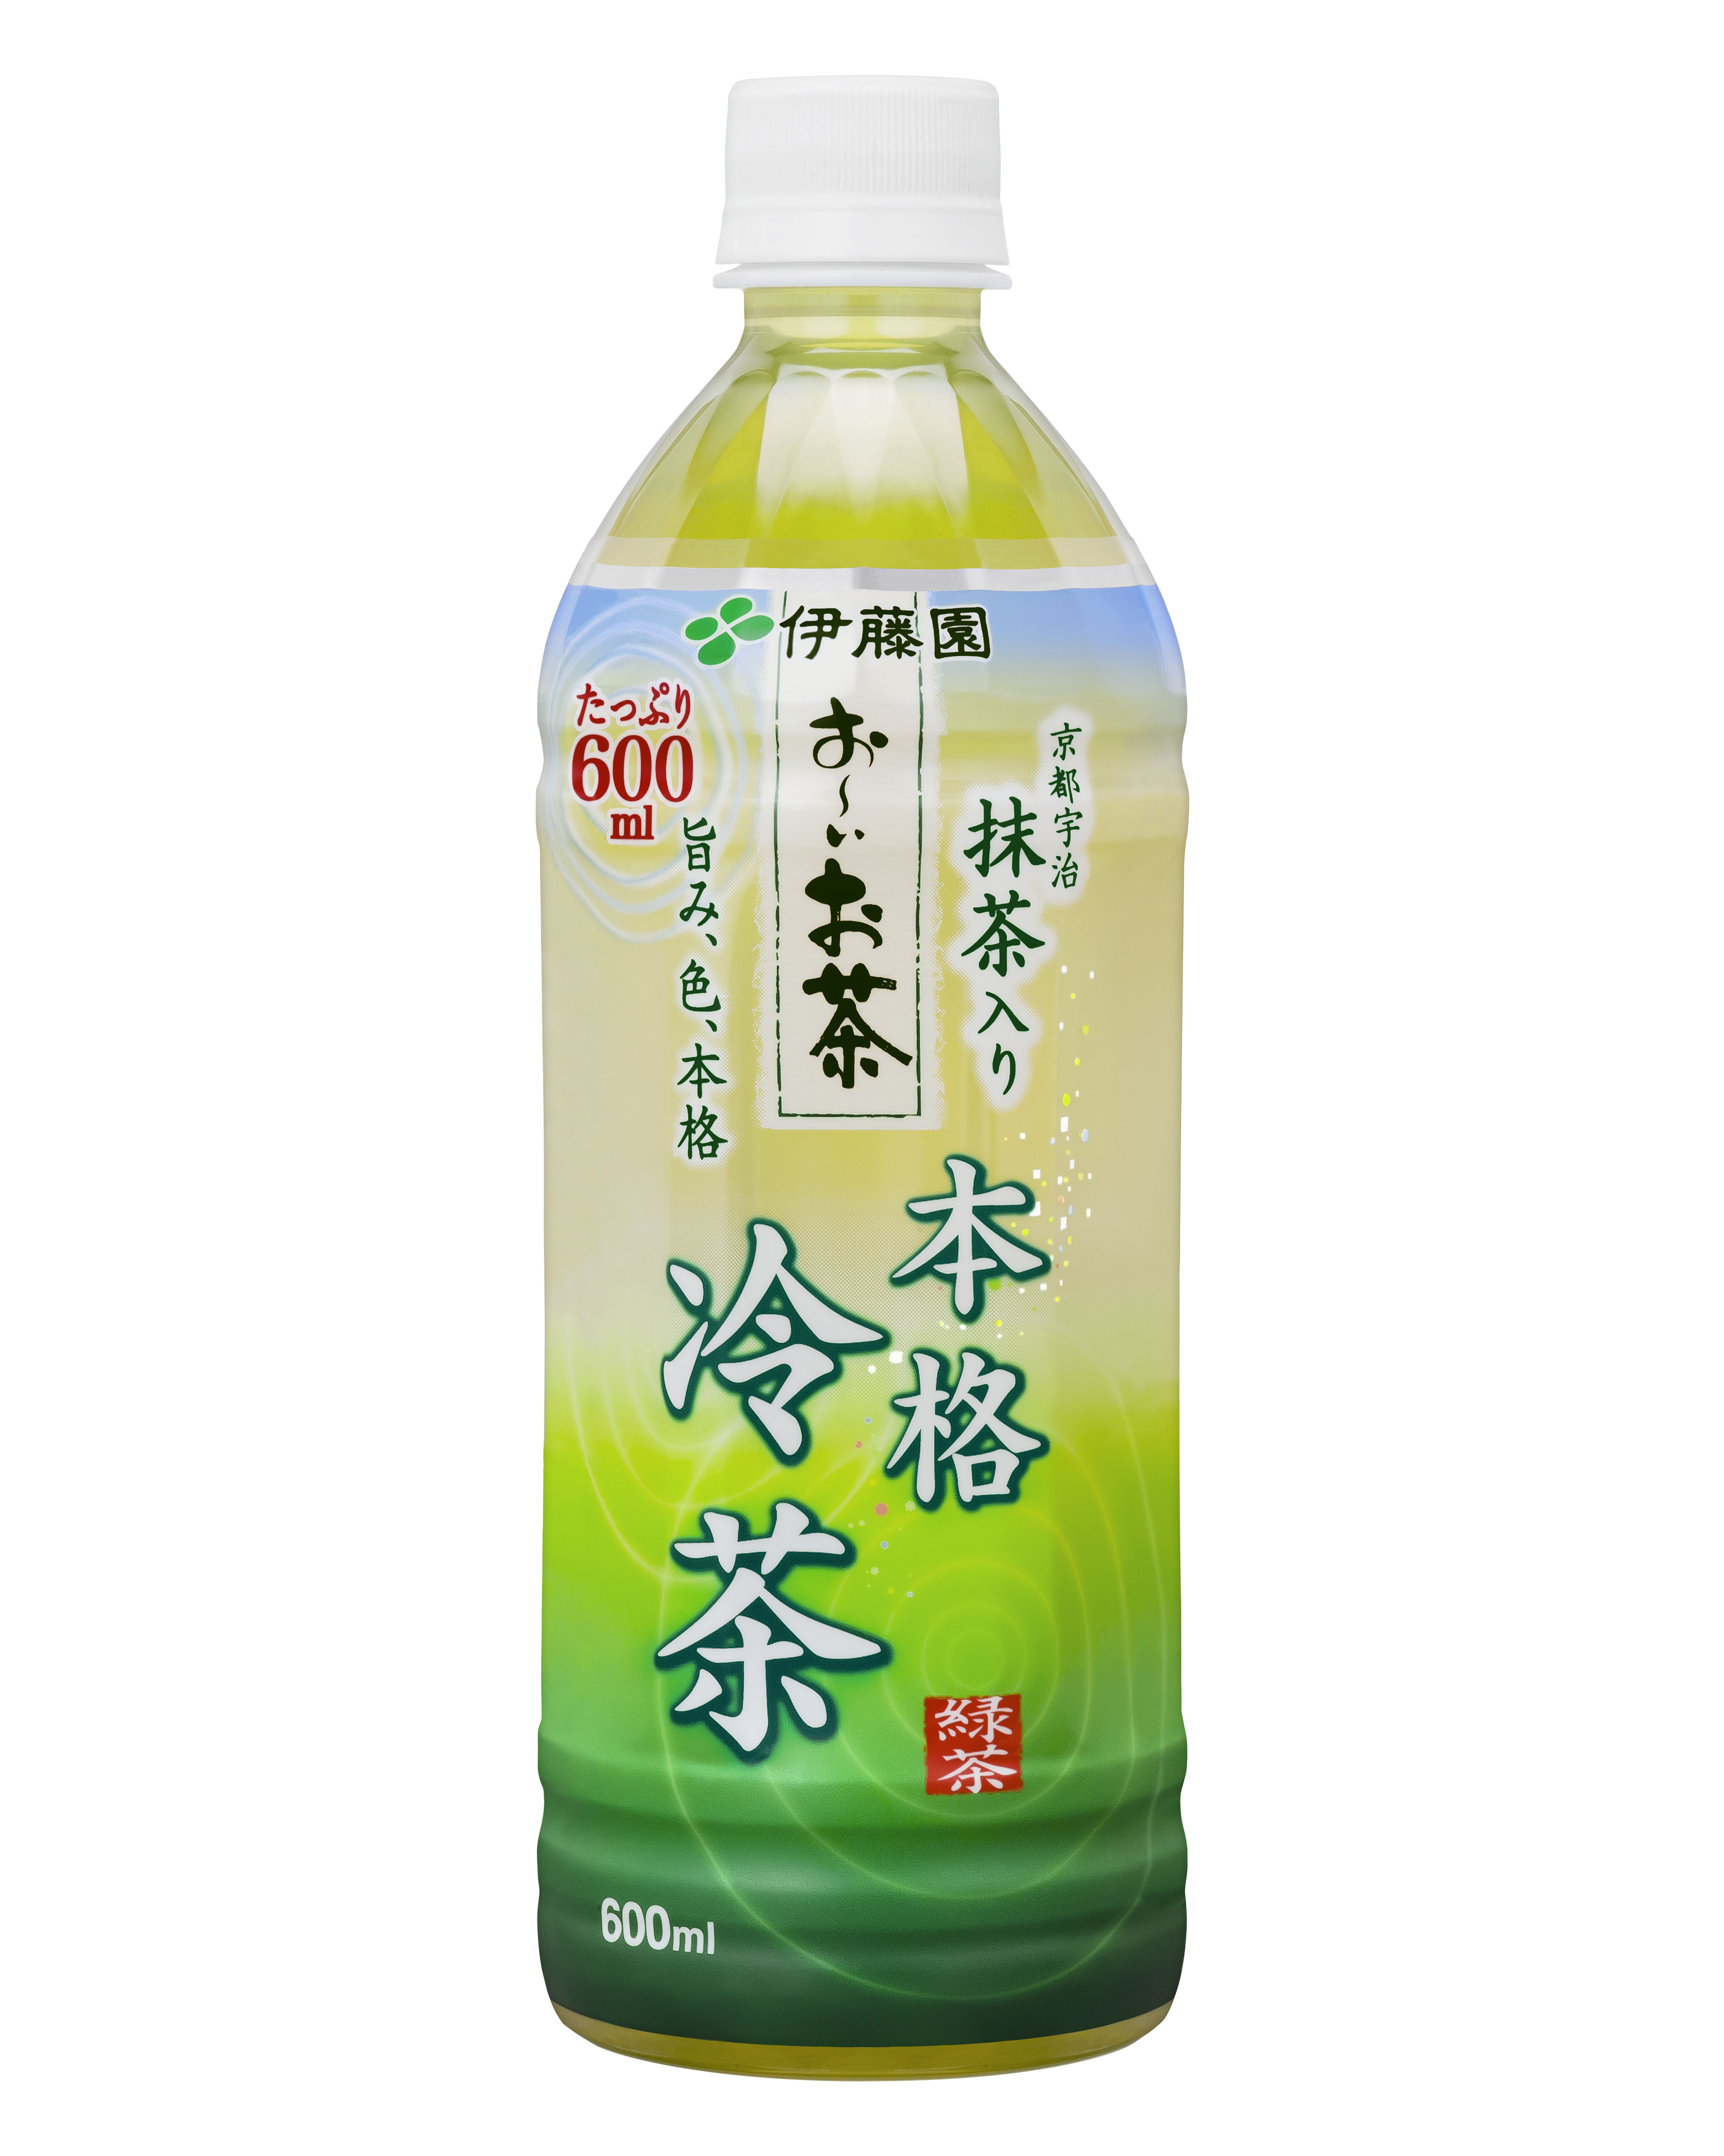 伊藤園
お〜いお茶
京都宇治
抹茶入り
たっぷり
600
ml
旨み、色、本格
本格
冷茶
緑茶
600ml